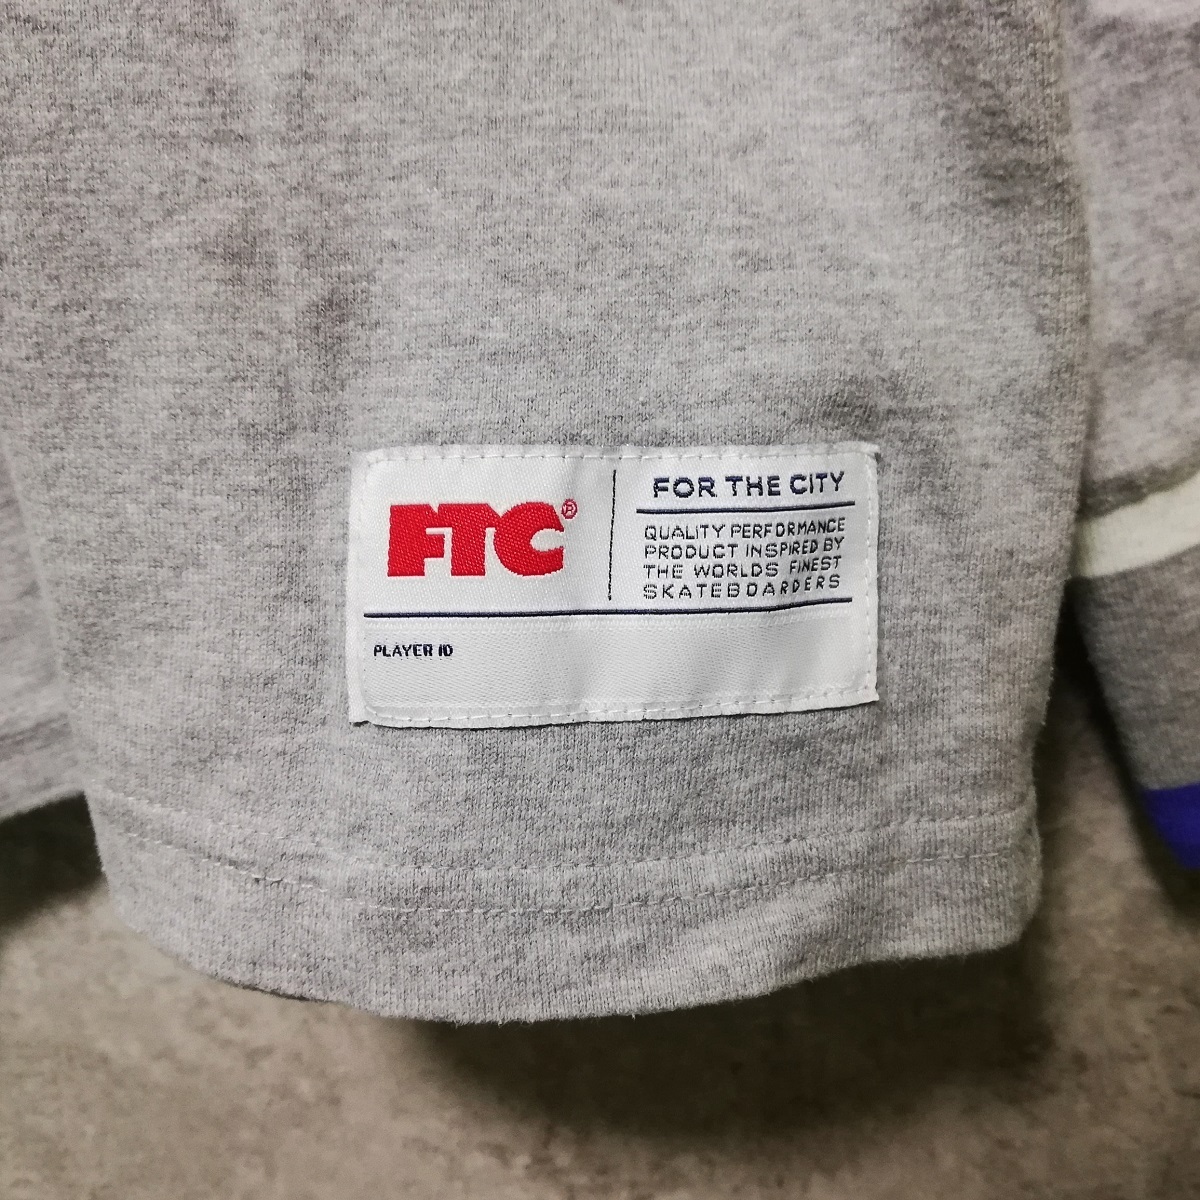 FTC®
FOR THE CITY
QUALITY PERFORMANCE
PRODUCT INSPIRED BY
THE WORLDS FINEST
SKATEBOARDERS
PLAYER ID